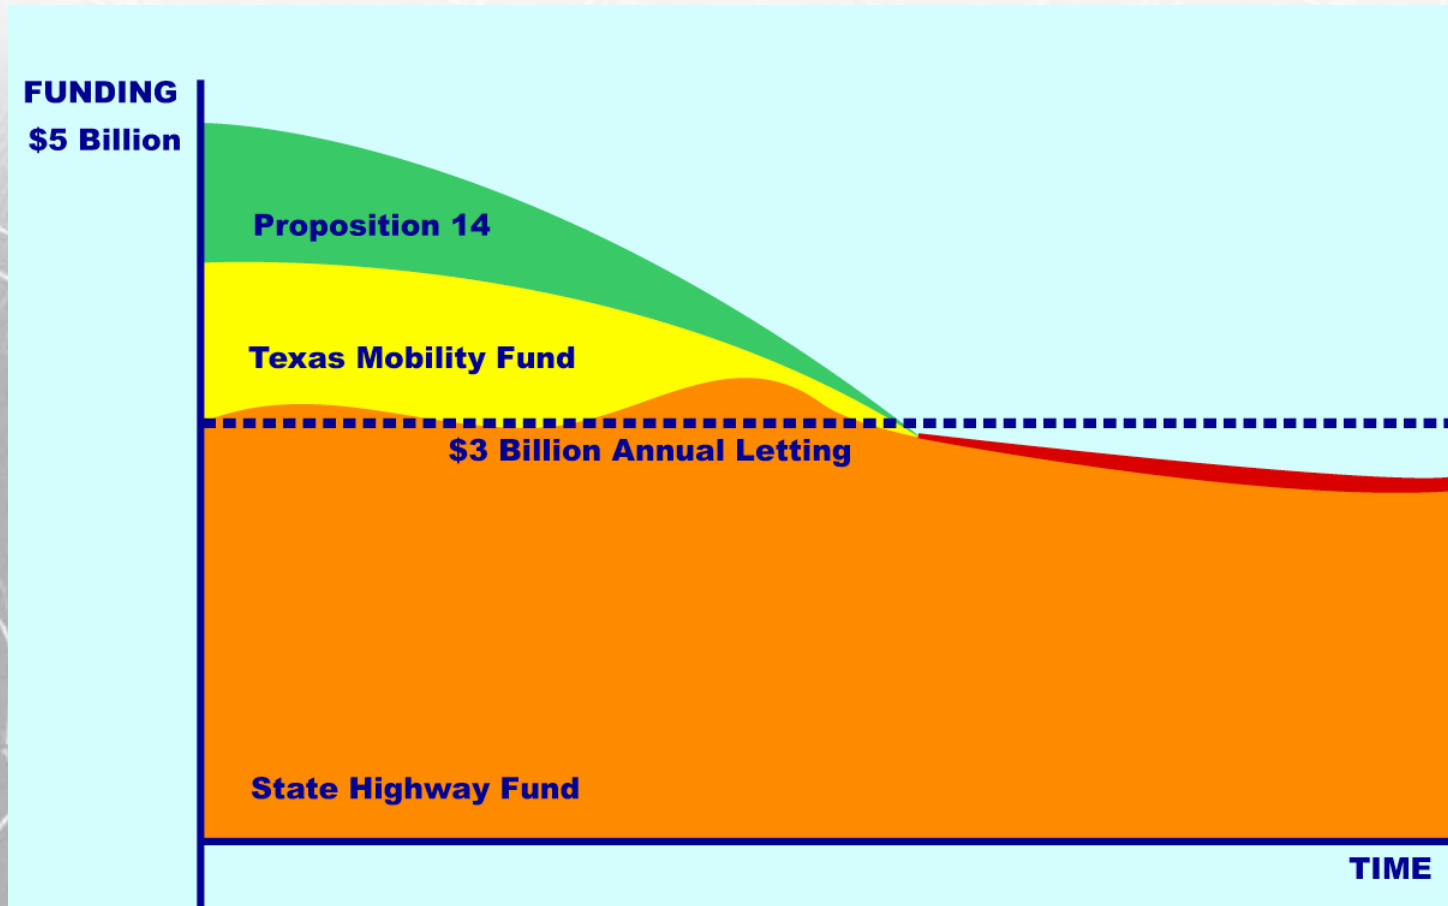 FUNDING
$5 Billion
Proposition 14
Texas Mobility Fund
$3 Billion Annual Letting
State Highway Fund
TIME